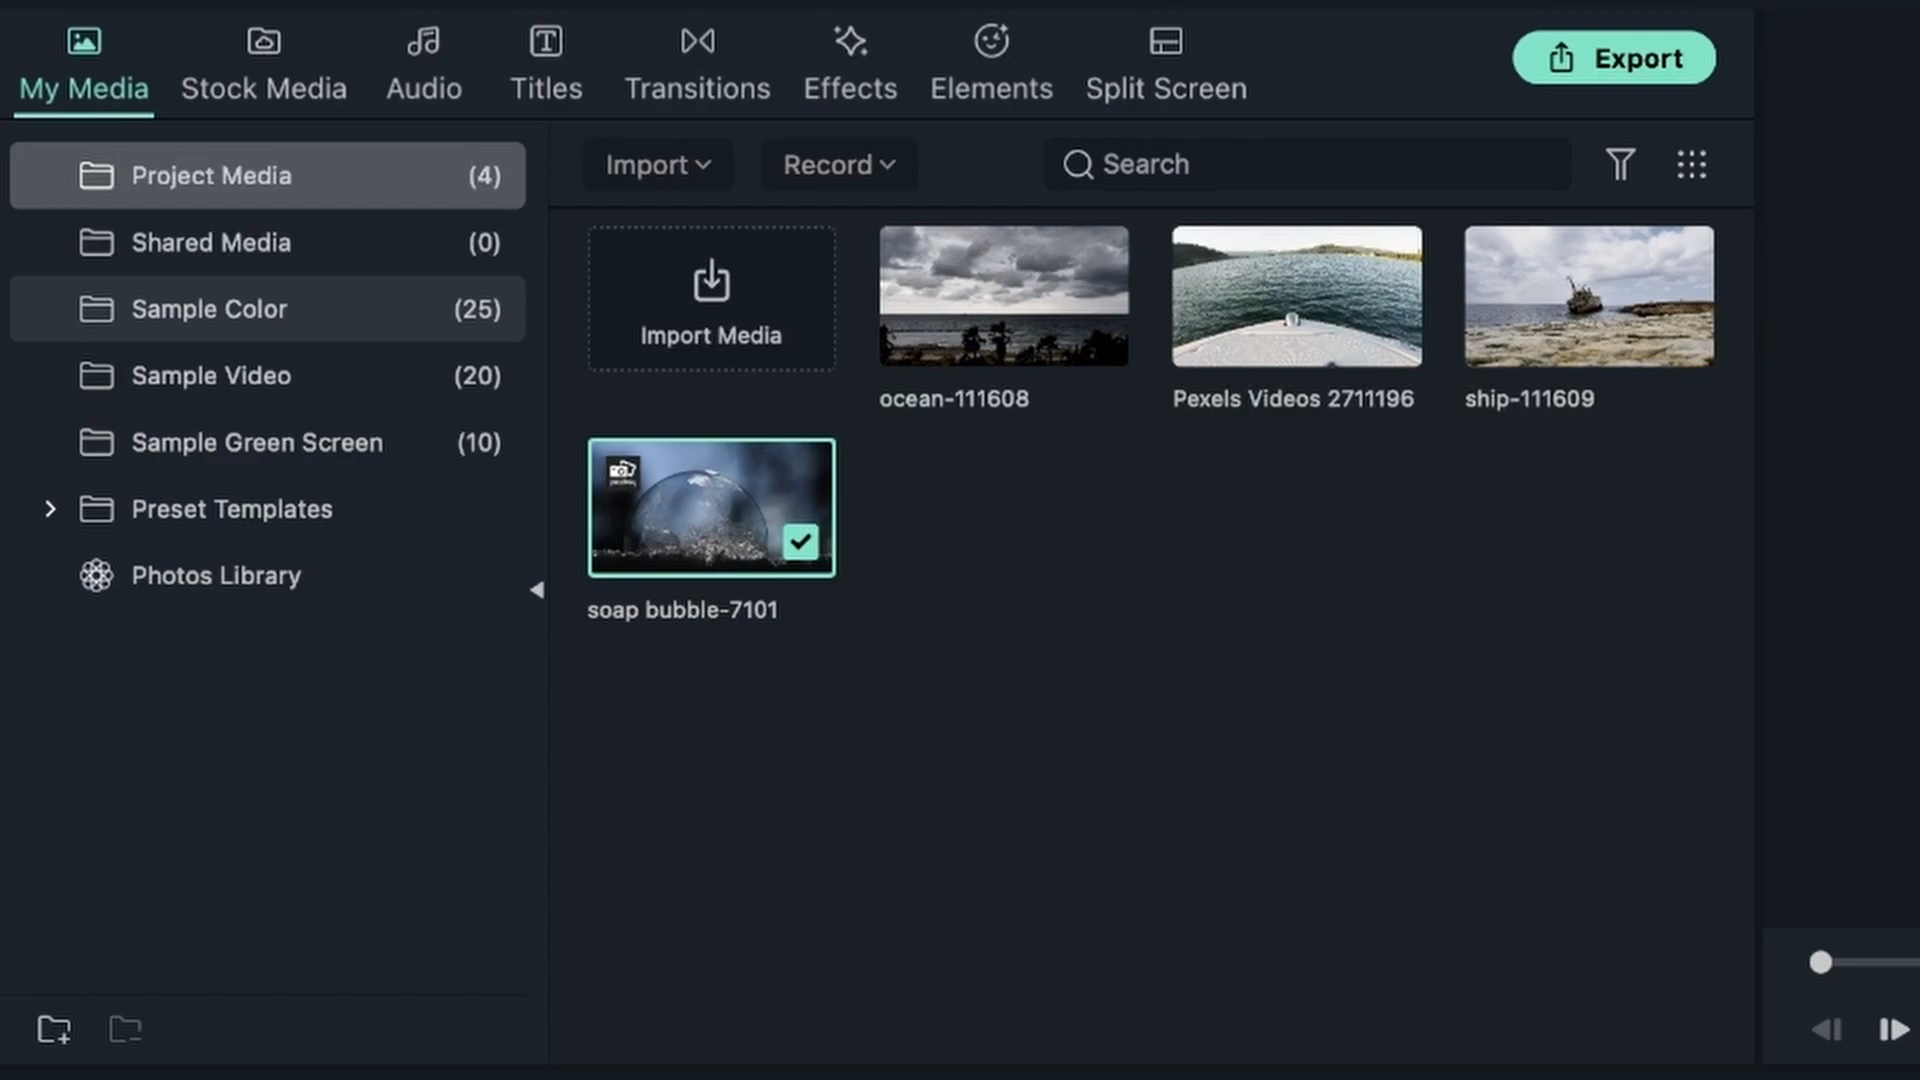 My Media
Stock Media
Audio
Titles
Transitions
Effects
Elements
Split Screen
Export
Project Media (4)
Shared Media (0)
Sample Color (25)
Sample Video (20)
Sample Green Screen (10)
Preset Templates
Photos Library
Import
Record
Search
Import Media
ocean-111608
Pexels Videos 2711196
ship-111609
soap bubble-7101